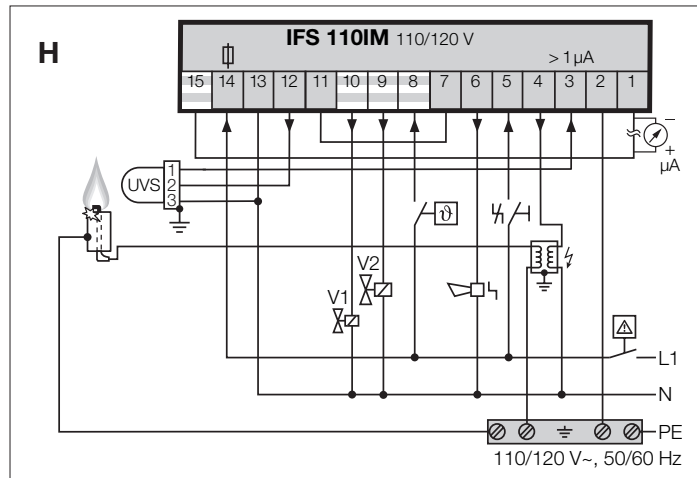 H
IFS 110IM 110/120 V
> 1 µA
15 14 13 12 11 10 9 8 7 6 5 4 3 2 1
–
+
µA
UVS
1
2
3
ϑ
V2
V1
L1
N
PE
110/120 V~, 50/60 Hz